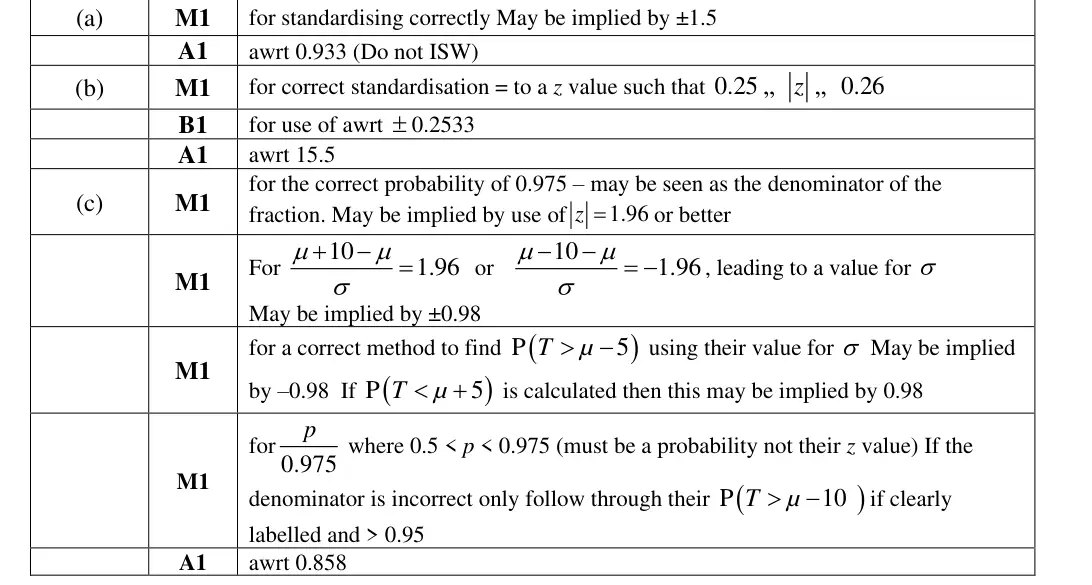 (a) M1 for standardising correctly May be implied by ±1.5
A1 awrt 0.933 (Do not ISW)
(b) M1 for correct standardisation = to a z value such that 0.25 ,, |z| ,, 0.26
B1 for use of awrt ± 0.2533
A1 awrt 15.5
(c) M1 for the correct probability of 0.975 – may be seen as the denominator of the
fraction. May be implied by use of |z| = 1.96 or better
M1 For (μ+10−μ)/σ = 1.96 or (μ−10−μ)/σ = −1.96 , leading to a value for σ
May be implied by ±0.98
M1 for a correct method to find P(T > μ − 5) using their value for σ May be implied
by –0.98 If P(T < μ + 5) is calculated then this may be implied by 0.98
M1 for p/0.975 where 0.5 < p < 0.975 (must be a probability not their z value) If the
denominator is incorrect only follow through their P(T > μ − 10 ) if clearly
labelled and > 0.95
A1 awrt 0.858